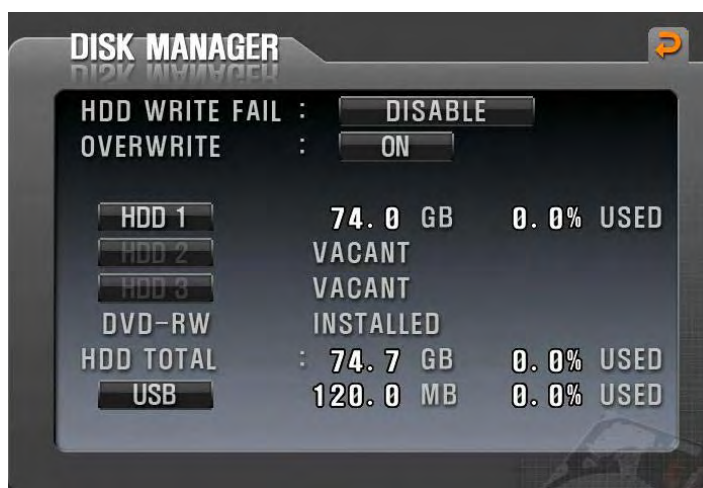 DISK MANAGER
HDD WRITE FAIL : DISABLE
OVERWRITE : ON
HDD 1 74.0 GB 0.0% USED
HDD 2 VACANT
HDD 3 VACANT
DVD-RW INSTALLED
HDD TOTAL : 74.7 GB 0.0% USED
USB 120.0 MB 0.0% USED